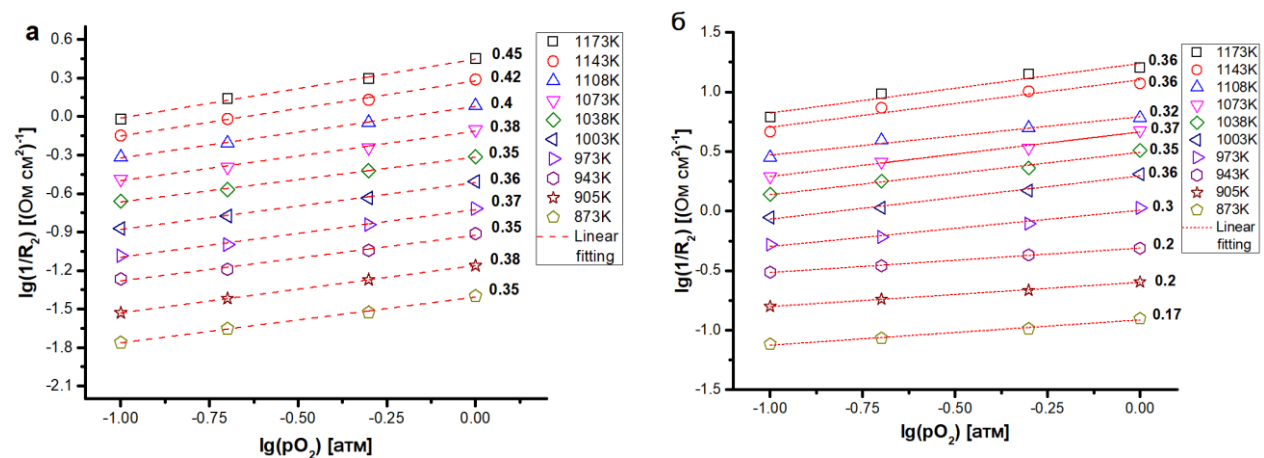 а
0.6
0.3
0.0
-0.3
-0.6
-0.9
-1.2
-1.5
-1.8
-2.1
lg(1/R₂) [(Ом см²)⁻¹]
-1.00
-0.75
-0.50
-0.25
0.00
lg(pO₂) [атм]
0.45
0.42
0.4
0.38
0.35
0.36
0.37
0.35
0.38
0.35
1173K
1143K
1108K
1073K
1038K
1003K
973K
943K
905K
873K
Linear
fitting
б
1.5
1.0
0.5
0.0
-0.5
-1.0
-1.5
lg(1/R₂) [(Ом см²)⁻¹]
-1.00
-0.75
-0.50
-0.25
0.00
lg(pO₂) [атм]
0.36
0.36
0.32
0.37
0.35
0.36
0.3
0.2
0.2
0.17
1173K
1143K
1108K
1073K
1038K
1003K
973K
943K
905K
873K
Linear
fitting